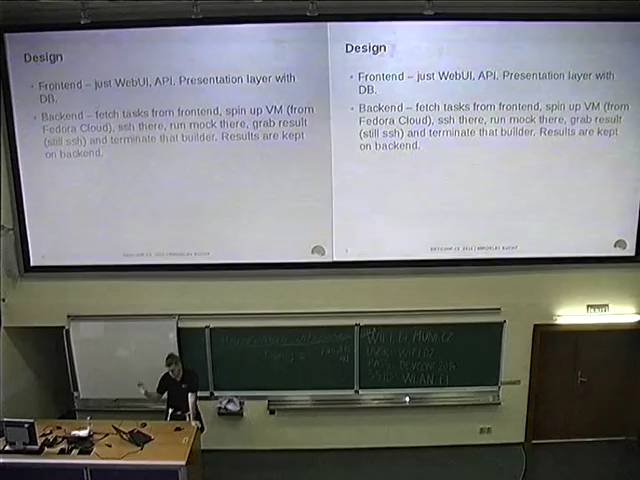 Design
- Frontend – just WebUI, API. Presentation layer with
DB.
- Backend – fetch tasks from frontend, spin up VM (from
Fedora Cloud), ssh there, run mock there, grab result
(still ssh) and terminate that builder. Results are kept
on backend.
Design
- Frontend – just WebUI, API. Presentation layer with
DB.
- Backend – fetch tasks from frontend, spin up VM (from
Fedora Cloud), ssh there, run mock there, grab result
(still ssh) and terminate that builder. Results are kept
on backend.
EXIT